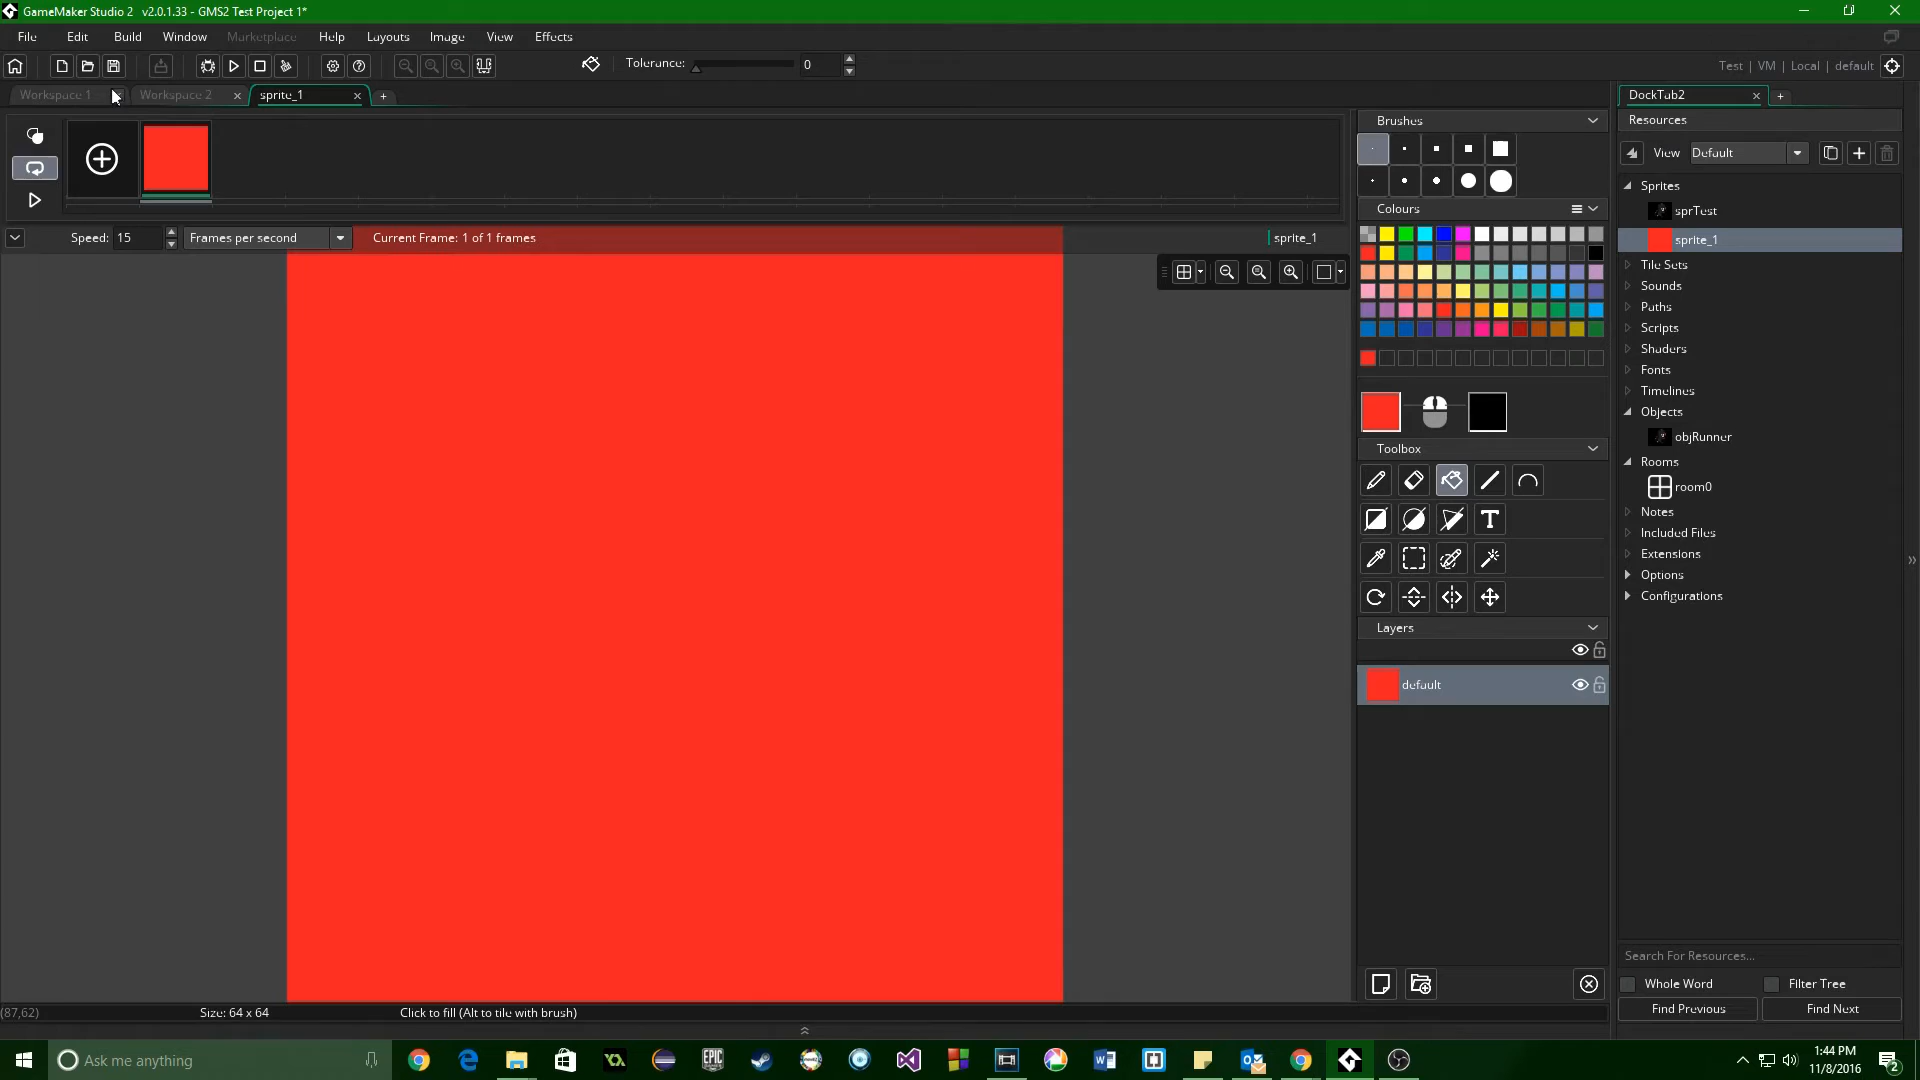 GameMaker Studio 2   v2.0.1.33 - GMS2 Test Project 1*
File Edit Build Window Marketplace Help Layouts Image View Effects
Tolerance: 0
Test | VM | Local | default
Workspace 1 Workspace 2 sprite_1
DockTab2
Resources
View Default
Speed: 15 Frames per second Current Frame: 1 of 1 frames sprite_1
Brushes
Colours
Toolbox
Layers
default
Sprites
sprTest
sprite_1
Tile Sets
Sounds
Paths
Scripts
Shaders
Fonts
Timelines
Objects
objRunner
Rooms
room0
Notes
Included Files
Extensions
Options
Configurations
Search For Resources...
Whole Word Filter Tree
Find Previous Find Next
(87,62) Size: 64 x 64 Click to fill (Alt to tile with brush)
Ask me anything
1:44 PM
11/8/2016
2